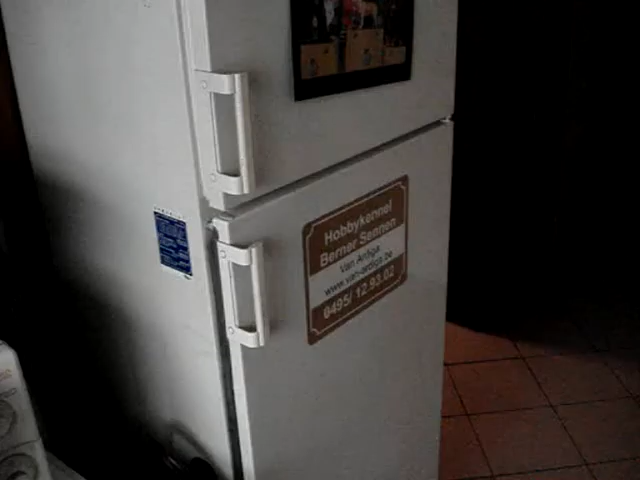 Hobbykennel
Berner Sennen
Van Ardiga
www.van-ardiga.be
0495/ 12.93.02